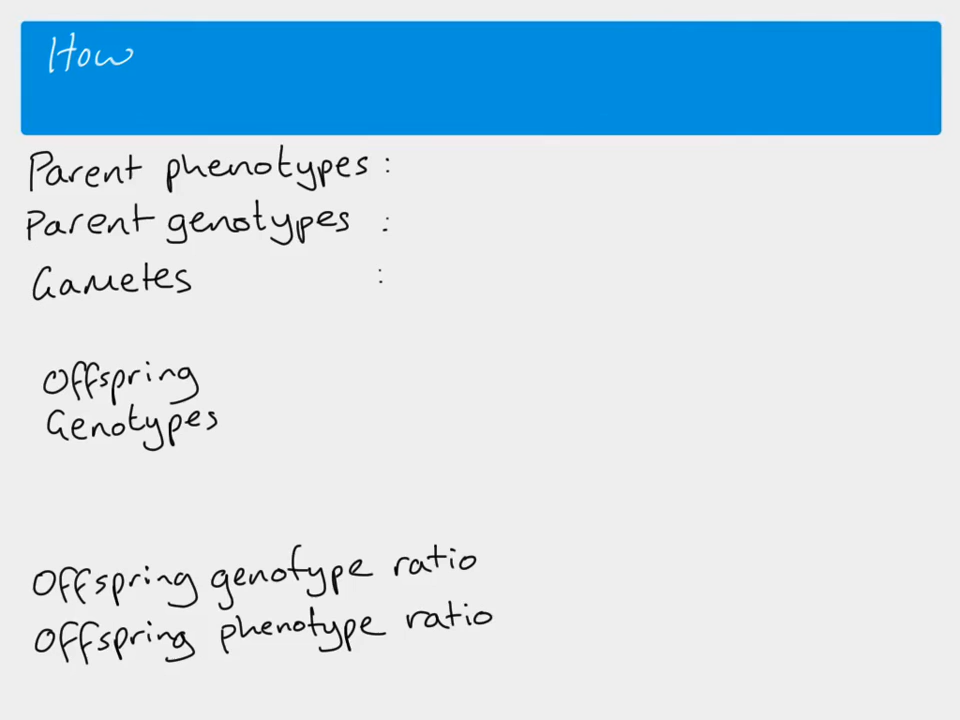 How
Parent phenotypes :
Parent genotypes :
Gametes :
Offspring
Genotypes
Offspring genotype ratio
Offspring phenotype ratio